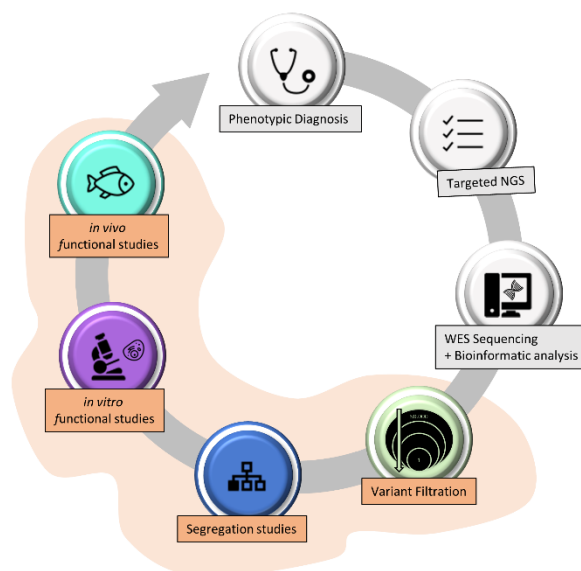 Phenotypic Diagnosis
Targeted NGS
WES Sequencing
+ Bioinformatic analysis
Variant Filtration
Segregation studies
in vitro
functional studies
in vivo
functional studies